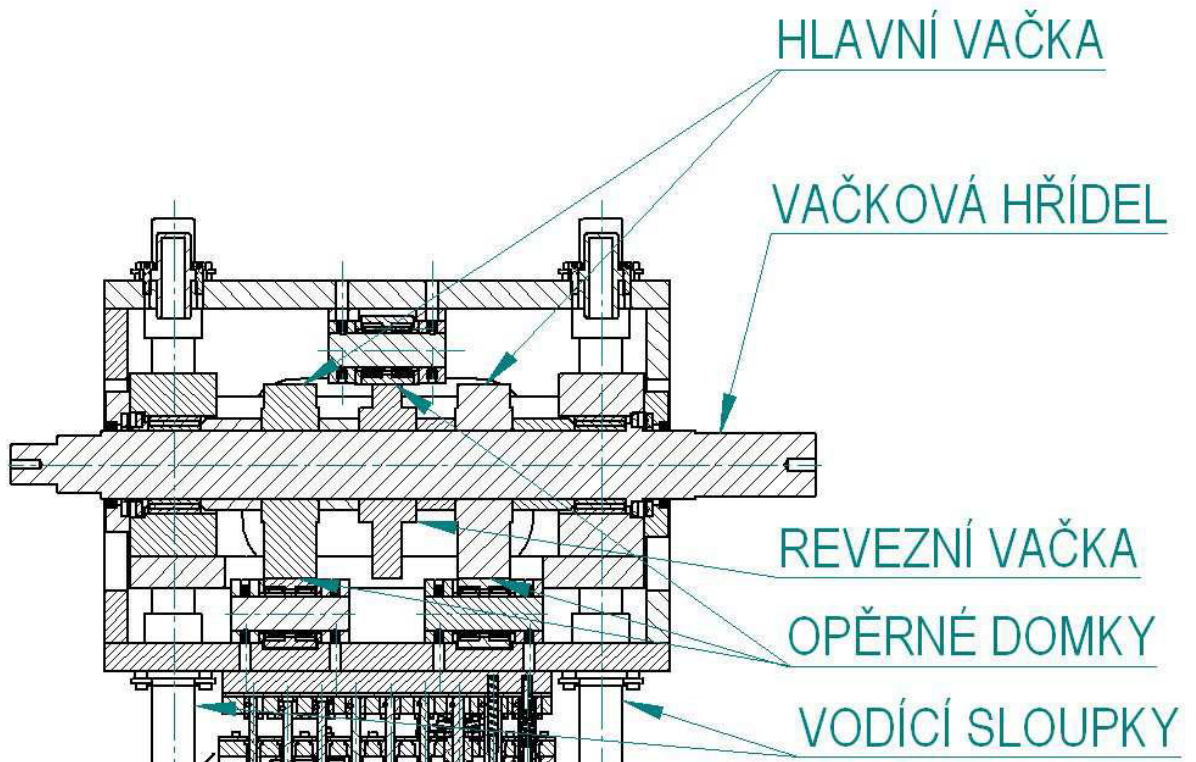 HLAVNÍ VAČKA
VAČKOVÁ HŘÍDEL
REVEZNÍ VAČKA
OPĚRNÉ DOMKY
VODÍCÍ SLOUPKY